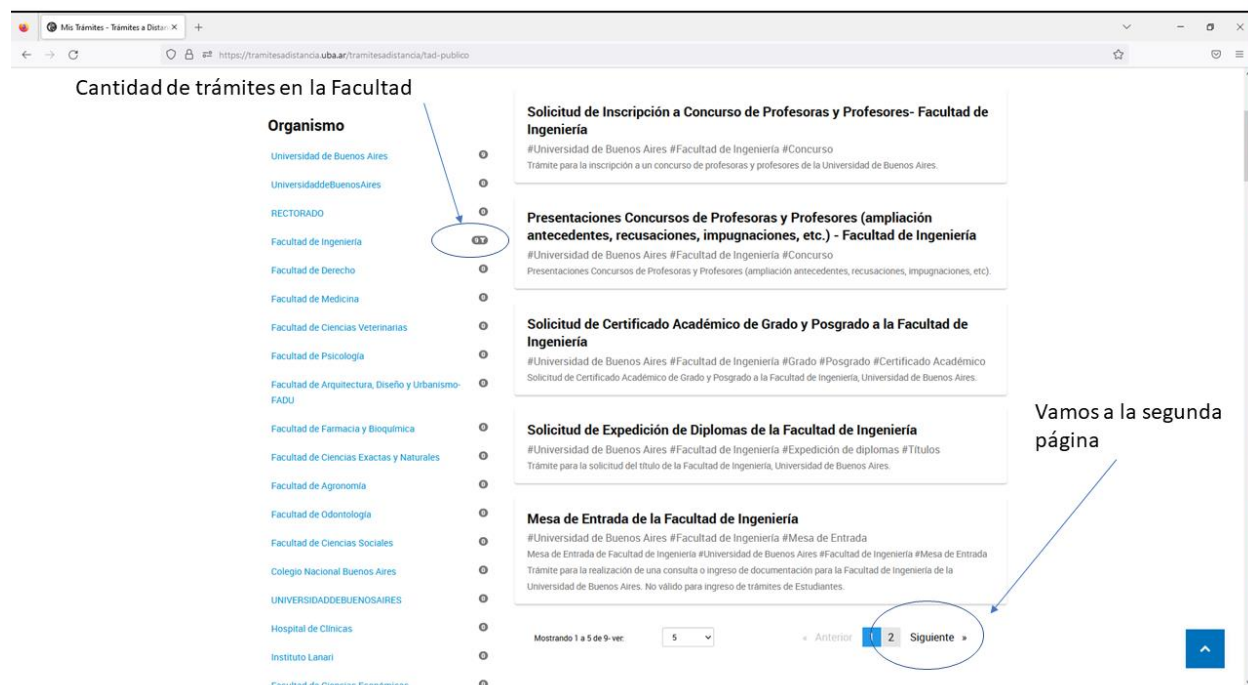 Mis Trámites - Trámites a Distan
https://tramitesadistancia.uba.ar/tramitesadistancia/tad-publico
Cantidad de trámites en la Facultad
Organismo
Universidad de Buenos Aires
UniversidaddeBuenosAires
RECTORADO
Facultad de Ingeniería
Facultad de Derecho
Facultad de Medicina
Facultad de Ciencias Veterinarias
Facultad de Psicología
Facultad de Arquitectura, Diseño y Urbanismo-
FADU
Facultad de Farmacia y Bioquímica
Facultad de Ciencias Exactas y Naturales
Facultad de Agronomía
Facultad de Odontología
Facultad de Ciencias Sociales
Colegio Nacional Buenos Aires
UNIVERSIDADDEBUENOSAIRES
Hospital de Clínicas
Instituto Lanari
Facultad de Ciencias Económicas
Solicitud de Inscripción a Concurso de Profesoras y Profesores- Facultad de
Ingeniería
#Universidad de Buenos Aires #Facultad de Ingeniería #Concurso
Trámite para la inscripción a un concurso de profesoras y profesores de la Universidad de Buenos Aires.
Presentaciones Concursos de Profesoras y Profesores (ampliación
antecedentes, recusaciones, impugnaciones, etc.) - Facultad de Ingeniería
#Universidad de Buenos Aires #Facultad de Ingeniería #Concurso
Presentaciones Concursos de Profesoras y Profesores (ampliación antecedentes, recusaciones, impugnaciones, etc).
Solicitud de Certificado Académico de Grado y Posgrado a la Facultad de
Ingeniería
#Universidad de Buenos Aires #Facultad de Ingeniería #Grado #Posgrado #Certificado Académico
Solicitud de Certificado Académico de Grado y Posgrado a la Facultad de Ingeniería, Universidad de Buenos Aires.
Solicitud de Expedición de Diplomas de la Facultad de Ingeniería
#Universidad de Buenos Aires #Facultad de Ingeniería #Expedición de diplomas #Títulos
Trámite para la solicitud del título de la Facultad de Ingeniería, Universidad de Buenos Aires.
Mesa de Entrada de la Facultad de Ingeniería
#Universidad de Buenos Aires #Facultad de Ingeniería #Mesa de Entrada
Mesa de Entrada de Facultad de Ingeniería #Universidad de Buenos Aires #Facultad de Ingeniería #Mesa de Entrada
Trámite para la realización de una consulta o ingreso de documentación para la Facultad de Ingeniería de la
Universidad de Buenos Aires. No válido para ingreso de trámites de Estudiantes.
Mostrando 1 a 5 de 9- ver: 5 « Anterior 1 2 Siguiente »
Vamos a la segunda
página